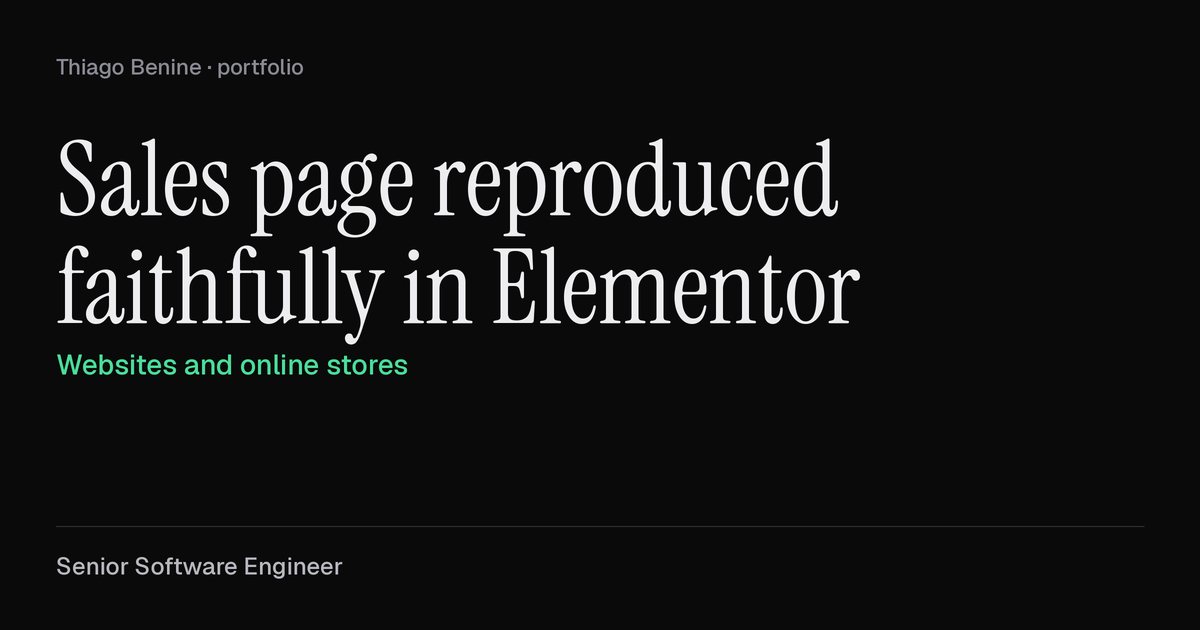 Thiago Benine · portfolio
Sales page reproduced
faithfully in Elementor
Websites and online stores
Senior Software Engineer